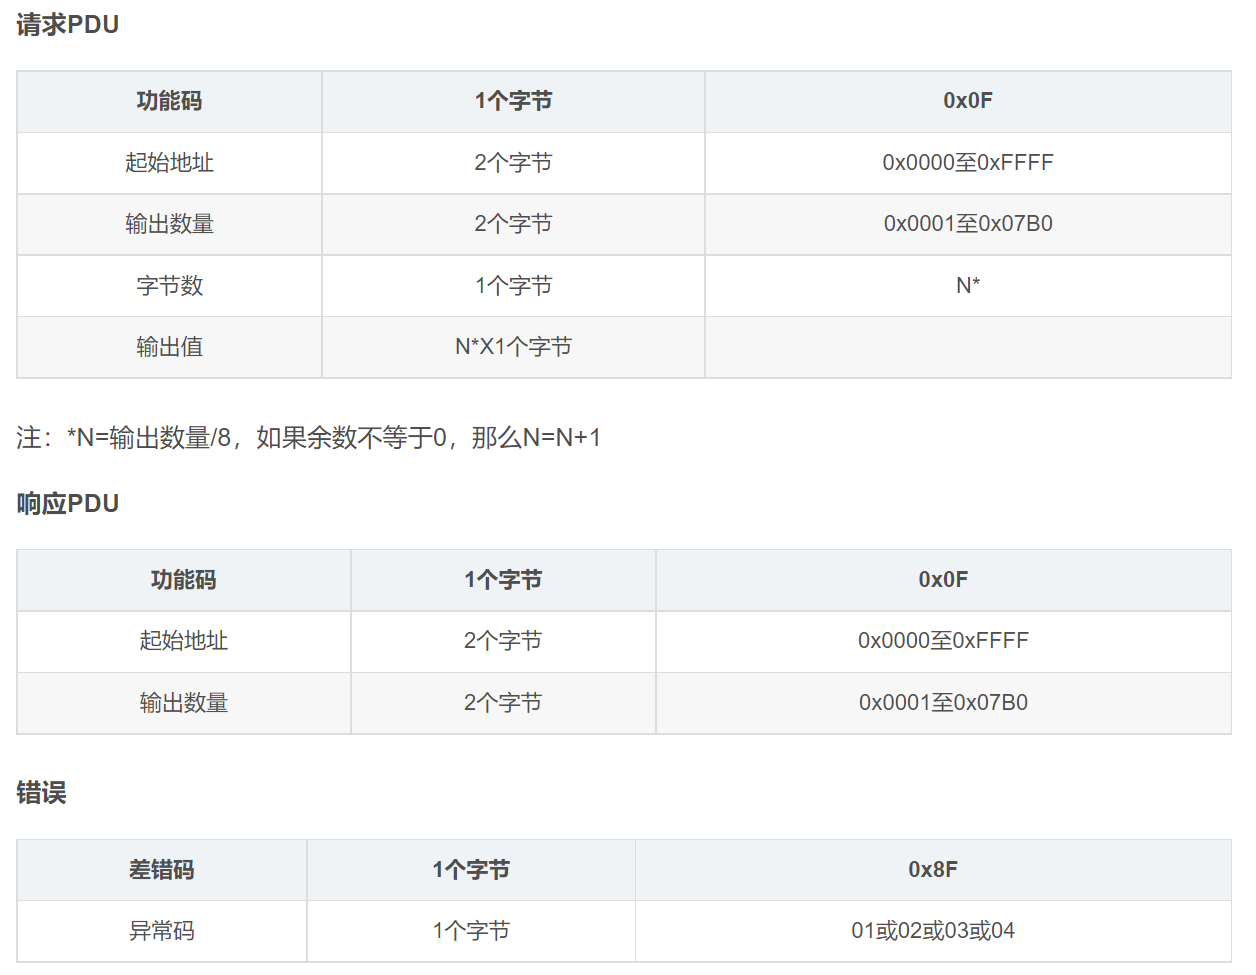 请求PDU
功能码 1个字节 0x0F
起始地址 2个字节 0x0000至0xFFFF
输出数量 2个字节 0x0001至0x07B0
字节数 1个字节 N*
输出值 N*X1个字节
注：*N=输出数量/8，如果余数不等于0，那么N=N+1
响应PDU
功能码 1个字节 0x0F
起始地址 2个字节 0x0000至0xFFFF
输出数量 2个字节 0x0001至0x07B0
错误
差错码 1个字节 0x8F
异常码 1个字节 01或02或03或04